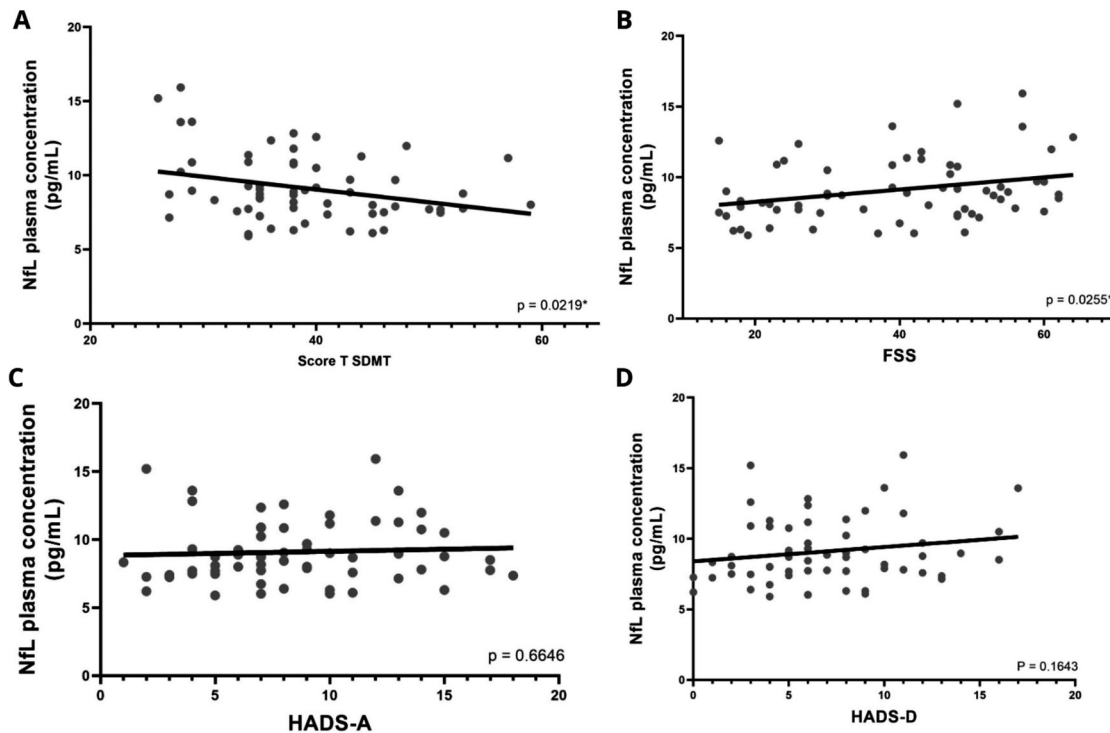 A
NfL plasma concentration
(pg/mL)
20
15
10
5
0
20
40
60
p = 0.0219*
Score T SDMT
B
NfL plasma concentration
(pg/mL)
20
15
10
5
0
20
40
60
p = 0.0255*
FSS
C
NfL plasma concentration
(pg/mL)
20
15
10
5
0
0
5
10
15
20
p = 0.6646
HADS-A
D
NfL plasma concentration
(pg/mL)
20
15
10
5
0
0
5
10
15
20
P = 0.1643
HADS-D